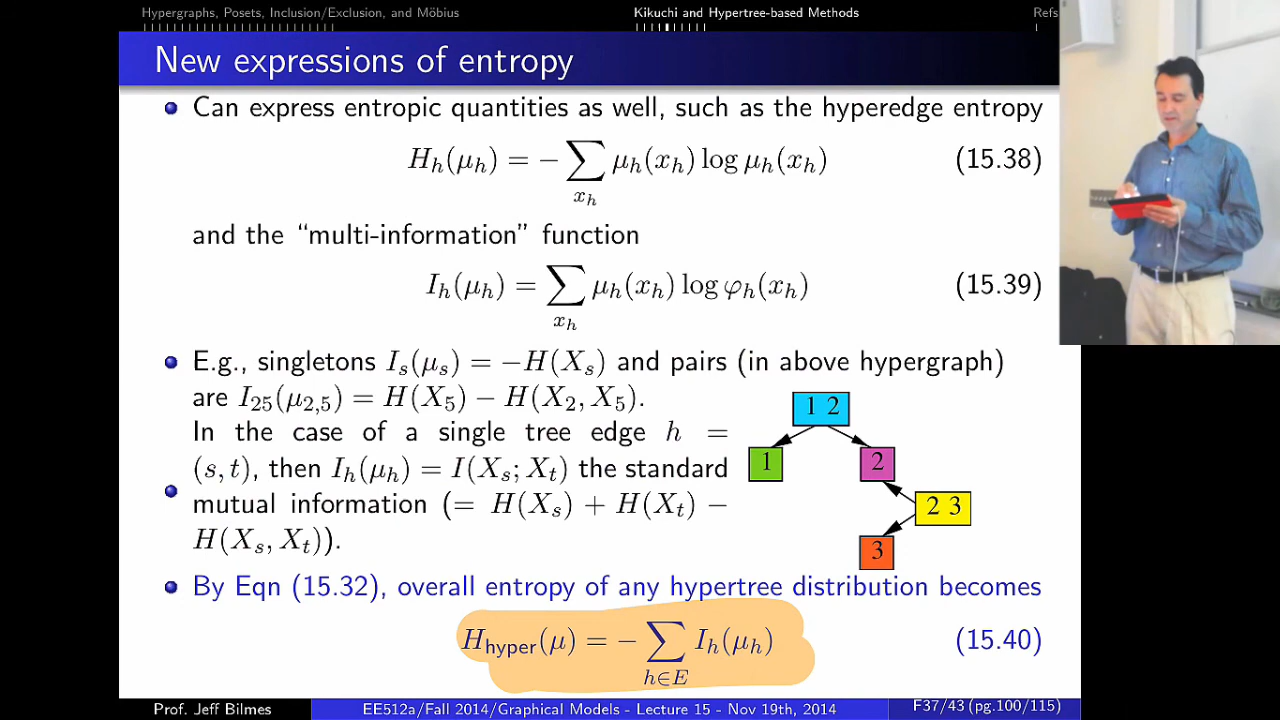 Hypergraphs, Posets, Inclusion/Exclusion, and Möbius Kikuchi and Hypertree-based Methods Refs
New expressions of entropy
Can express entropic quantities as well, such as the hyperedge entropy
H_h(μ_h) = − ∑_{x_h} μ_h(x_h) log μ_h(x_h) (15.38)
and the “multi-information” function
I_h(μ_h) = ∑_{x_h} μ_h(x_h) log φ_h(x_h) (15.39)
E.g., singletons I_s(μ_s) = −H(X_s) and pairs (in above hypergraph)
are I_{25}(μ_{2,5}) = H(X_5) − H(X_2, X_5).
In the case of a single tree edge h =
(s, t), then I_h(μ_h) = I(X_s; X_t) the standard
mutual information (= H(X_s) + H(X_t) −
H(X_s, X_t)).
1 2
1
2
2 3
3
By Eqn (15.32), overall entropy of any hypertree distribution becomes
H_{hyper}(μ) = − ∑_{h∈E} I_h(μ_h) (15.40)
Prof. Jeff Bilmes EE512a/Fall 2014/Graphical Models - Lecture 15 - Nov 19th, 2014 F37/43 (pg.100/115)